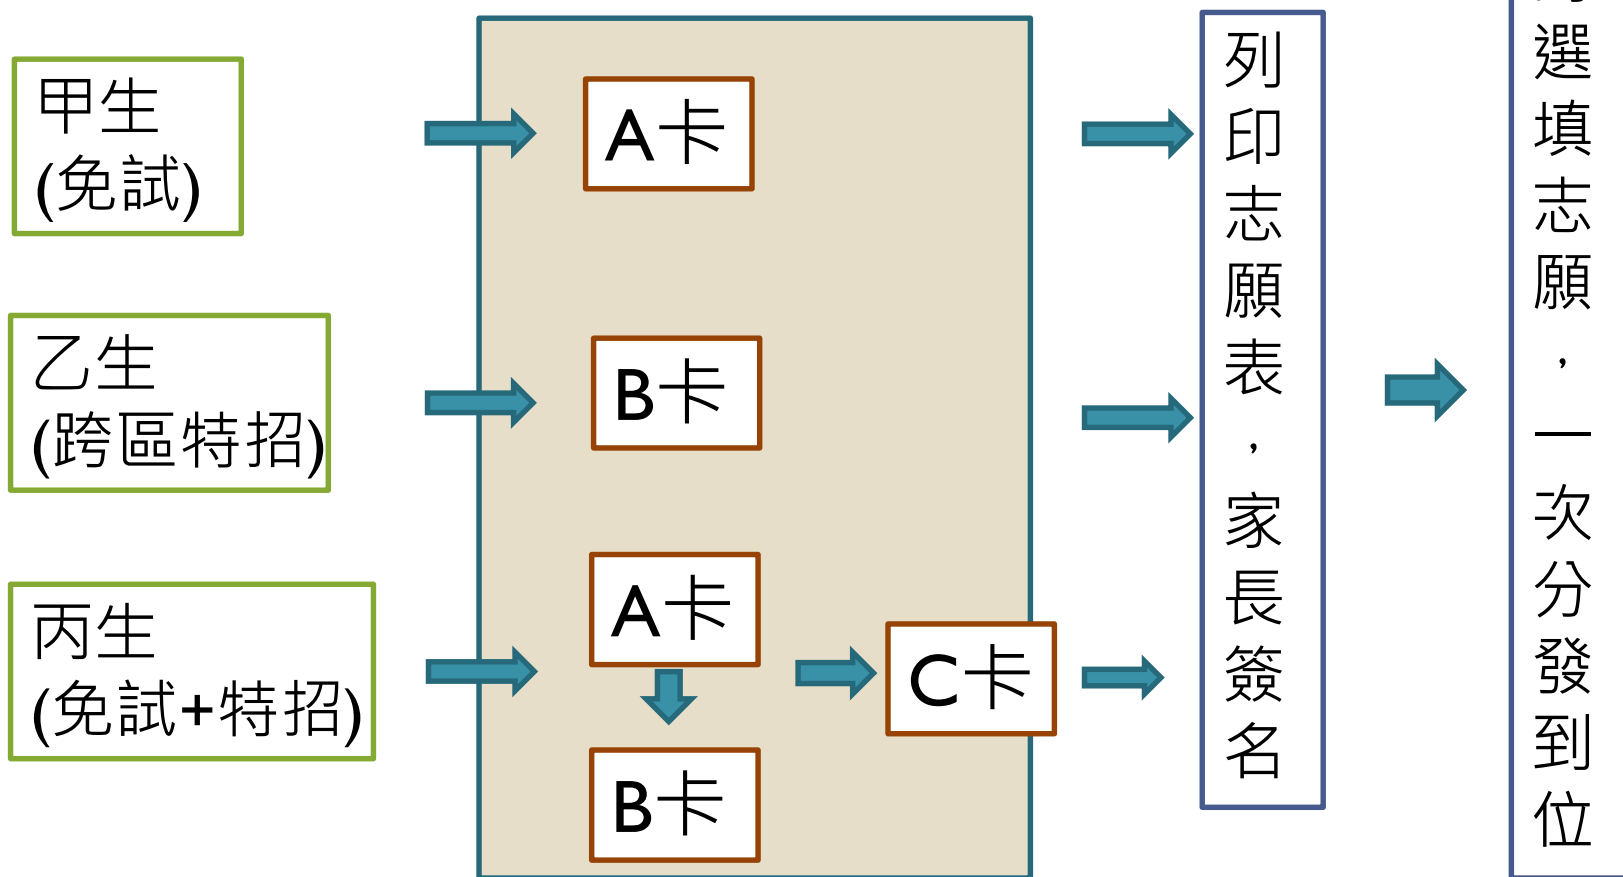 甲生
(免試)
A卡
乙生
(跨區特招)
B卡
丙生
(免試+特招)
A卡
B卡
C卡
列印志願表，家長簽名
選填志願，一次分發到位